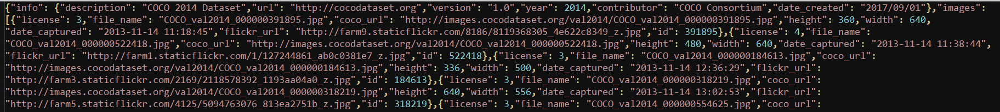 {"info": {"description": "COCO 2014 Dataset","url": "http://cocodataset.org","version": "1.0","year": 2014,"contributor": "COCO Consortium","date_created": "2017/09/01"},"images":
[{"license": 3,"file_name": "COCO_val2014_000000391895.jpg","coco_url": "http://images.cocodataset.org/val2014/COCO_val2014_000000391895.jpg","height": 360,"width": 640,
"date_captured": "2013-11-14 11:18:45","flickr_url": "http://farm9.staticflickr.com/8186/8119368305_4e622c8349_z.jpg","id": 391895},{"license": 4,"file_name":
"COCO_val2014_000000522418.jpg","coco_url": "http://images.cocodataset.org/val2014/COCO_val2014_000000522418.jpg","height": 480,"width": 640,"date_captured": "2013-11-14 11:38:44",
"flickr_url": "http://farm1.staticflickr.com/1/127244861_ab0c0381e7_z.jpg","id": 522418},{"license": 3,"file_name": "COCO_val2014_000000184613.jpg","coco_url":
"http://images.cocodataset.org/val2014/COCO_val2014_000000184613.jpg","height": 336,"width": 500,"date_captured": "2013-11-14 12:36:29","flickr_url":
"http://farm3.staticflickr.com/2169/2118578392_1193aa04a0_z.jpg","id": 184613},{"license": 3,"file_name": "COCO_val2014_000000318219.jpg","coco_url":
"http://images.cocodataset.org/val2014/COCO_val2014_000000318219.jpg","height": 640,"width": 556,"date_captured": "2013-11-14 13:02:53","flickr_url":
"http://farm5.staticflickr.com/4125/5094763076_813ea2751b_z.jpg","id": 318219},{"license": 3,"file_name": "COCO_val2014_000000554625.jpg","coco_url":